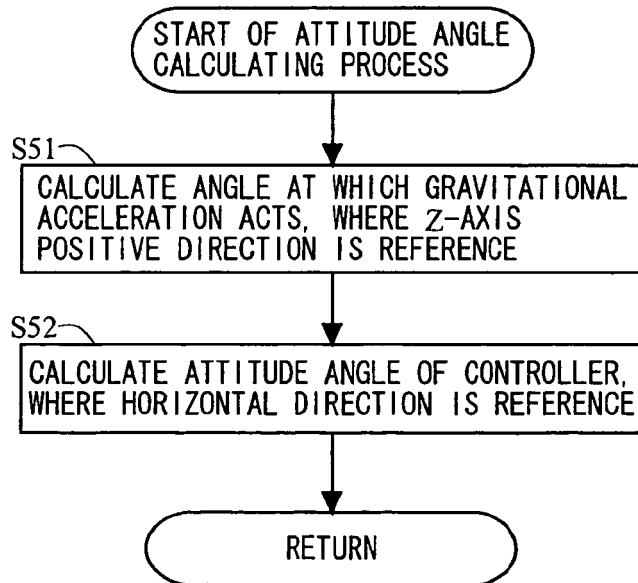 START OF ATTITUDE ANGLE
CALCULATING PROCESS
S51
CALCULATE ANGLE AT WHICH GRAVITATIONAL
ACCELERATION ACTS, WHERE Z-AXIS
POSITIVE DIRECTION IS REFERENCE
S52
CALCULATE ATTITUDE ANGLE OF CONTROLLER,
WHERE HORIZONTAL DIRECTION IS REFERENCE
RETURN